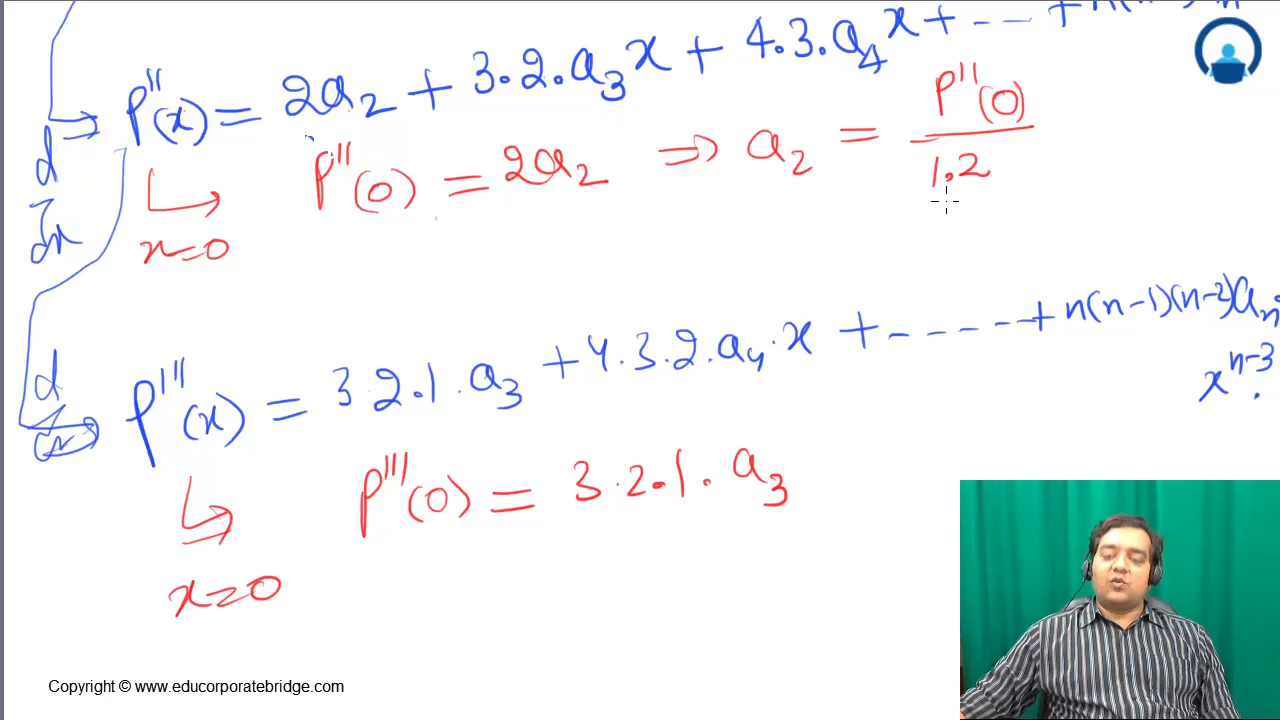 P''(x) = 2a₂ + 3.2.a₃x + 4.3.a₄x + - - - +
P''(0) = 2a₂ ⇒ a₂ = P''(0) / 1.2
d/dx
x=0
P'''(x) = 3.2.1.a₃ + 4.3.2.a₄.x + - - - - - + n(n-1)(n-2)aₙ.
x^(n-3).
d/dx
P'''(0) = 3.2.1.a₃
x=0
Copyright © www.educorporatebridge.com